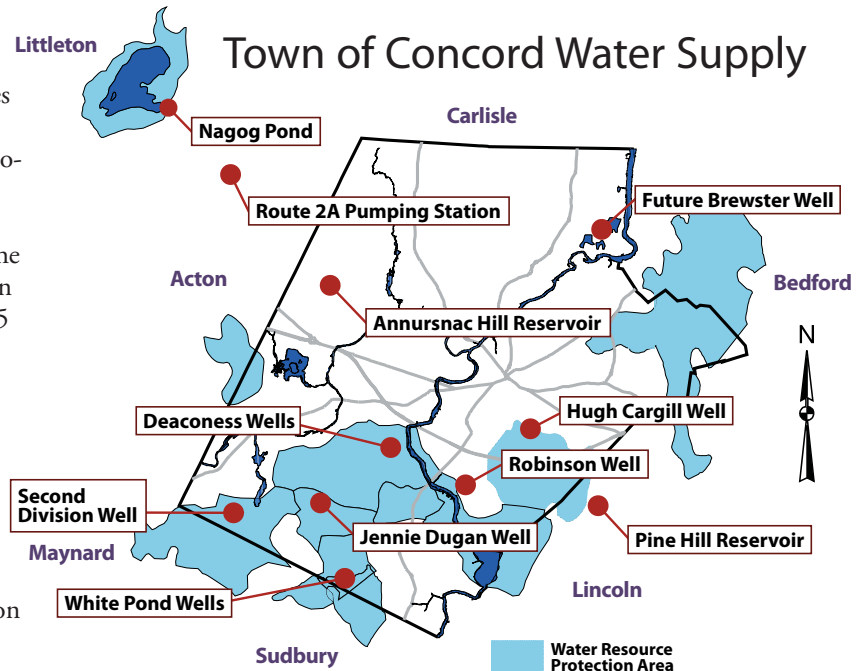 Town of Concord Water Supply
Littleton
Carlisle
Nagog Pond
Route 2A Pumping Station
Future Brewster Well
Acton
Bedford
Annursnac Hill Reservoir
N
Deaconess Wells
Hugh Cargill Well
Robinson Well
Second
Division Well
Jennie Dugan Well
Pine Hill Reservoir
Maynard
White Pond Wells
Lincoln
Sudbury
Water Resource
Protection Area